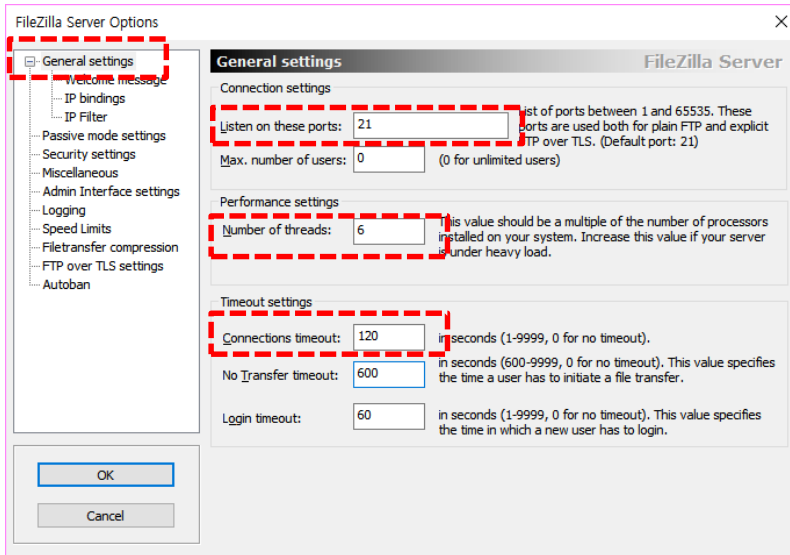 FileZilla Server Options
General settings
Welcome message
IP bindings
IP Filter
Passive mode settings
Security settings
Miscellaneous
Admin Interface settings
Logging
Speed Limits
Filetransfer compression
FTP over TLS settings
Autoban
OK
Cancel
General settings FileZilla Server
Connection settings
Listen on these ports: 21 List of ports between 1 and 65535. These
ports are used both for plain FTP and explicit
FTP over TLS. (Default port: 21)
Max. number of users: 0 (0 for unlimited users)
Performance settings
Number of threads: 6 This value should be a multiple of the number of processors
installed on your system. Increase this value if your server
is under heavy load.
Timeout settings
Connections timeout: 120 in seconds (1-9999, 0 for no timeout).
No Transfer timeout: 600 in seconds (600-9999, 0 for no timeout). This value specifies
the time a user has to initiate a file transfer.
Login timeout: 60 in seconds (1-9999, 0 for no timeout). This value specifies
the time in which a new user has to login.